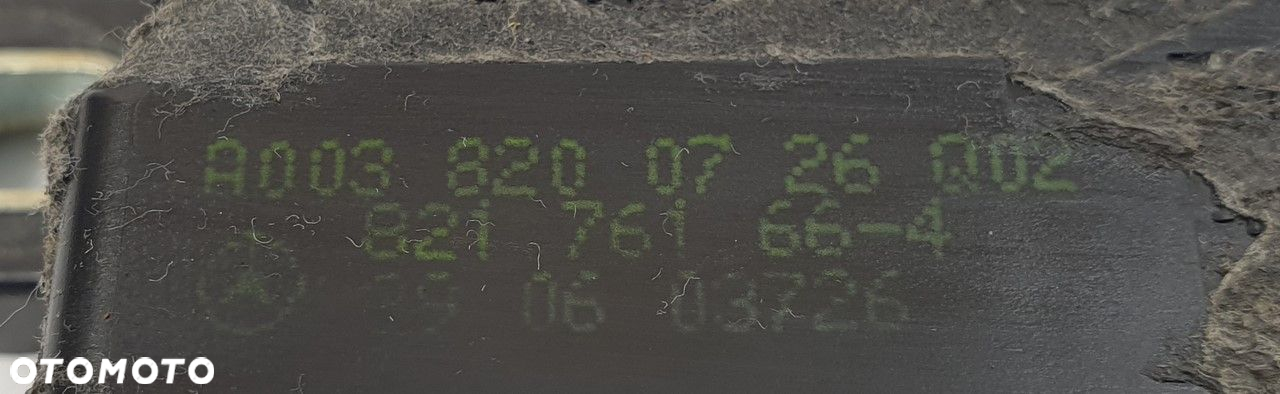 A003 820 07 26 Q02
821 761 66-4
06 03726
OTOMOTO